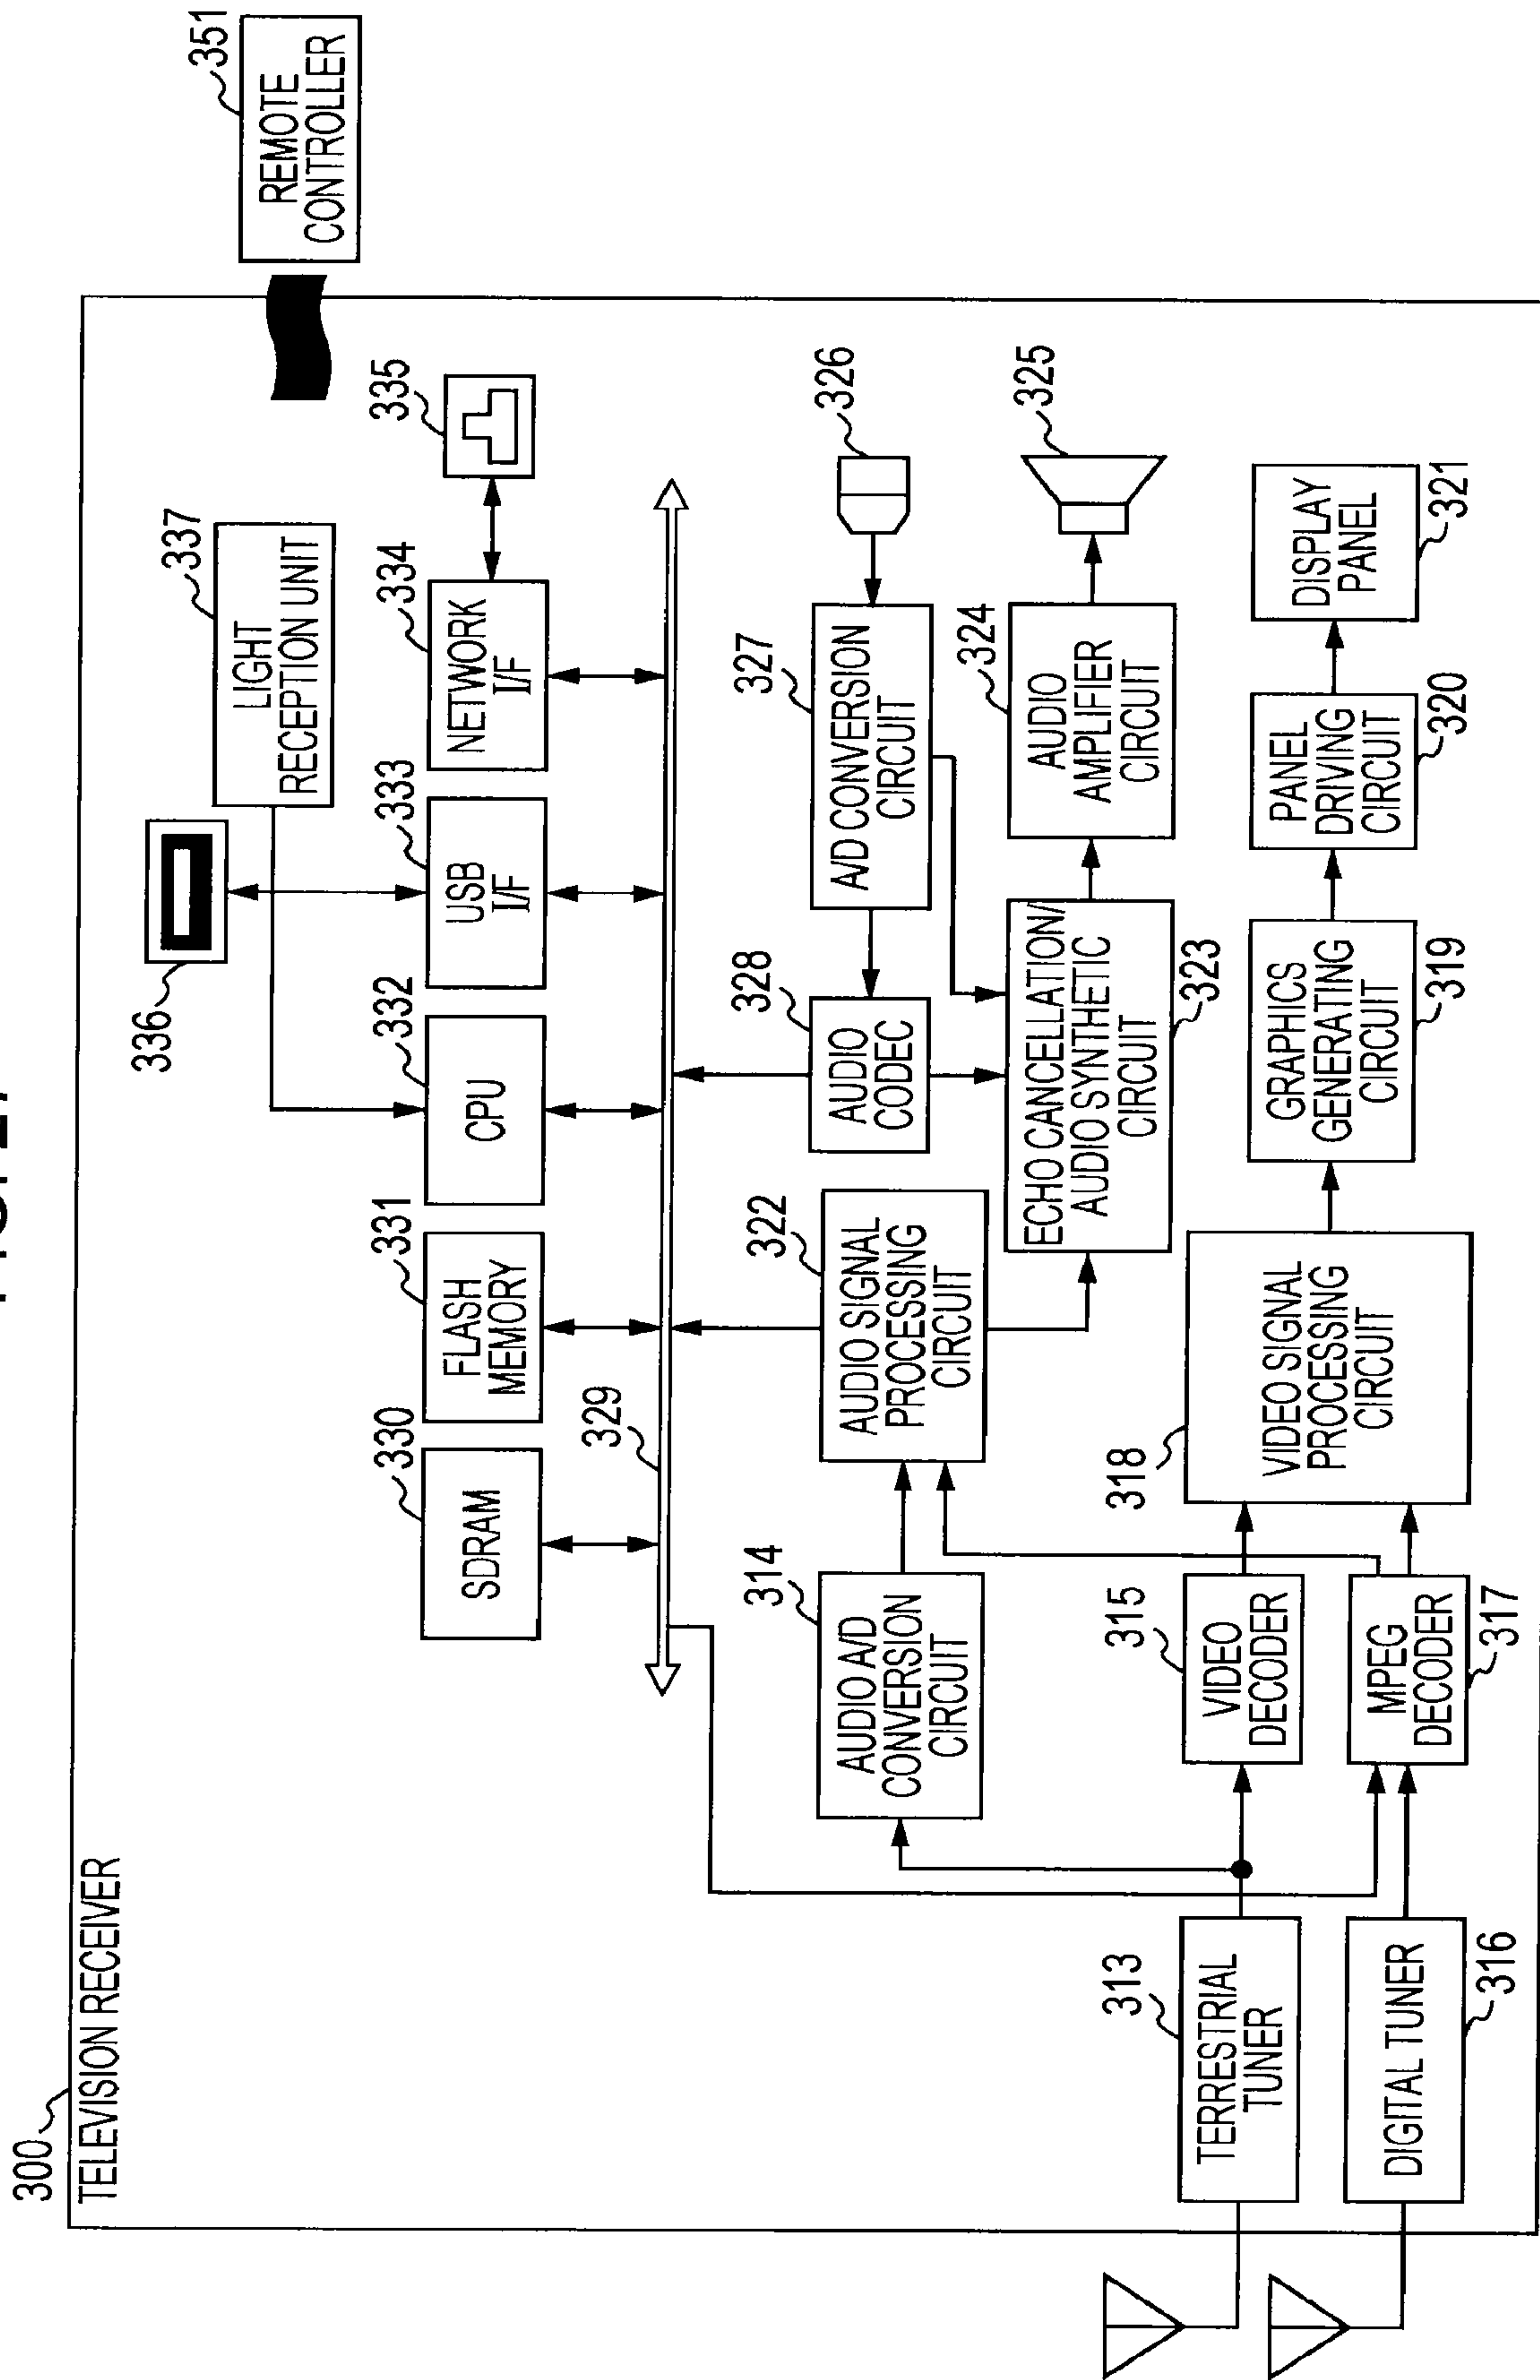 300
TELEVISION RECEIVER
351
REMOTE
CONTROLLER
336
337
LIGHT
RECEPTION UNIT
330
SDRAM
331
FLASH
MEMORY
332
CPU
333
USB
I/F
334
NETWORK
I/F
335
329
314
AUDIO A/D
CONVERSION
CIRCUIT
322
AUDIO SIGNAL
PROCESSING
CIRCUIT
328
AUDIO
CODEC
327
A/D CONVERSION
CIRCUIT
326
ECHO CANCELLATION/
AUDIO SYNTHETIC
CIRCUIT
323
324
AUDIO
AMPLIFIER
CIRCUIT
325
313
TERRESTRIAL
TUNER
315
VIDEO
DECODER
318
VIDEO SIGNAL
PROCESSING
CIRCUIT
GRAPHICS
GENERATING
CIRCUIT
319
PANEL
DRIVING
CIRCUIT
320
DISPLAY
PANEL
321
DIGITAL TUNER
316
MPEG
DECODER
317